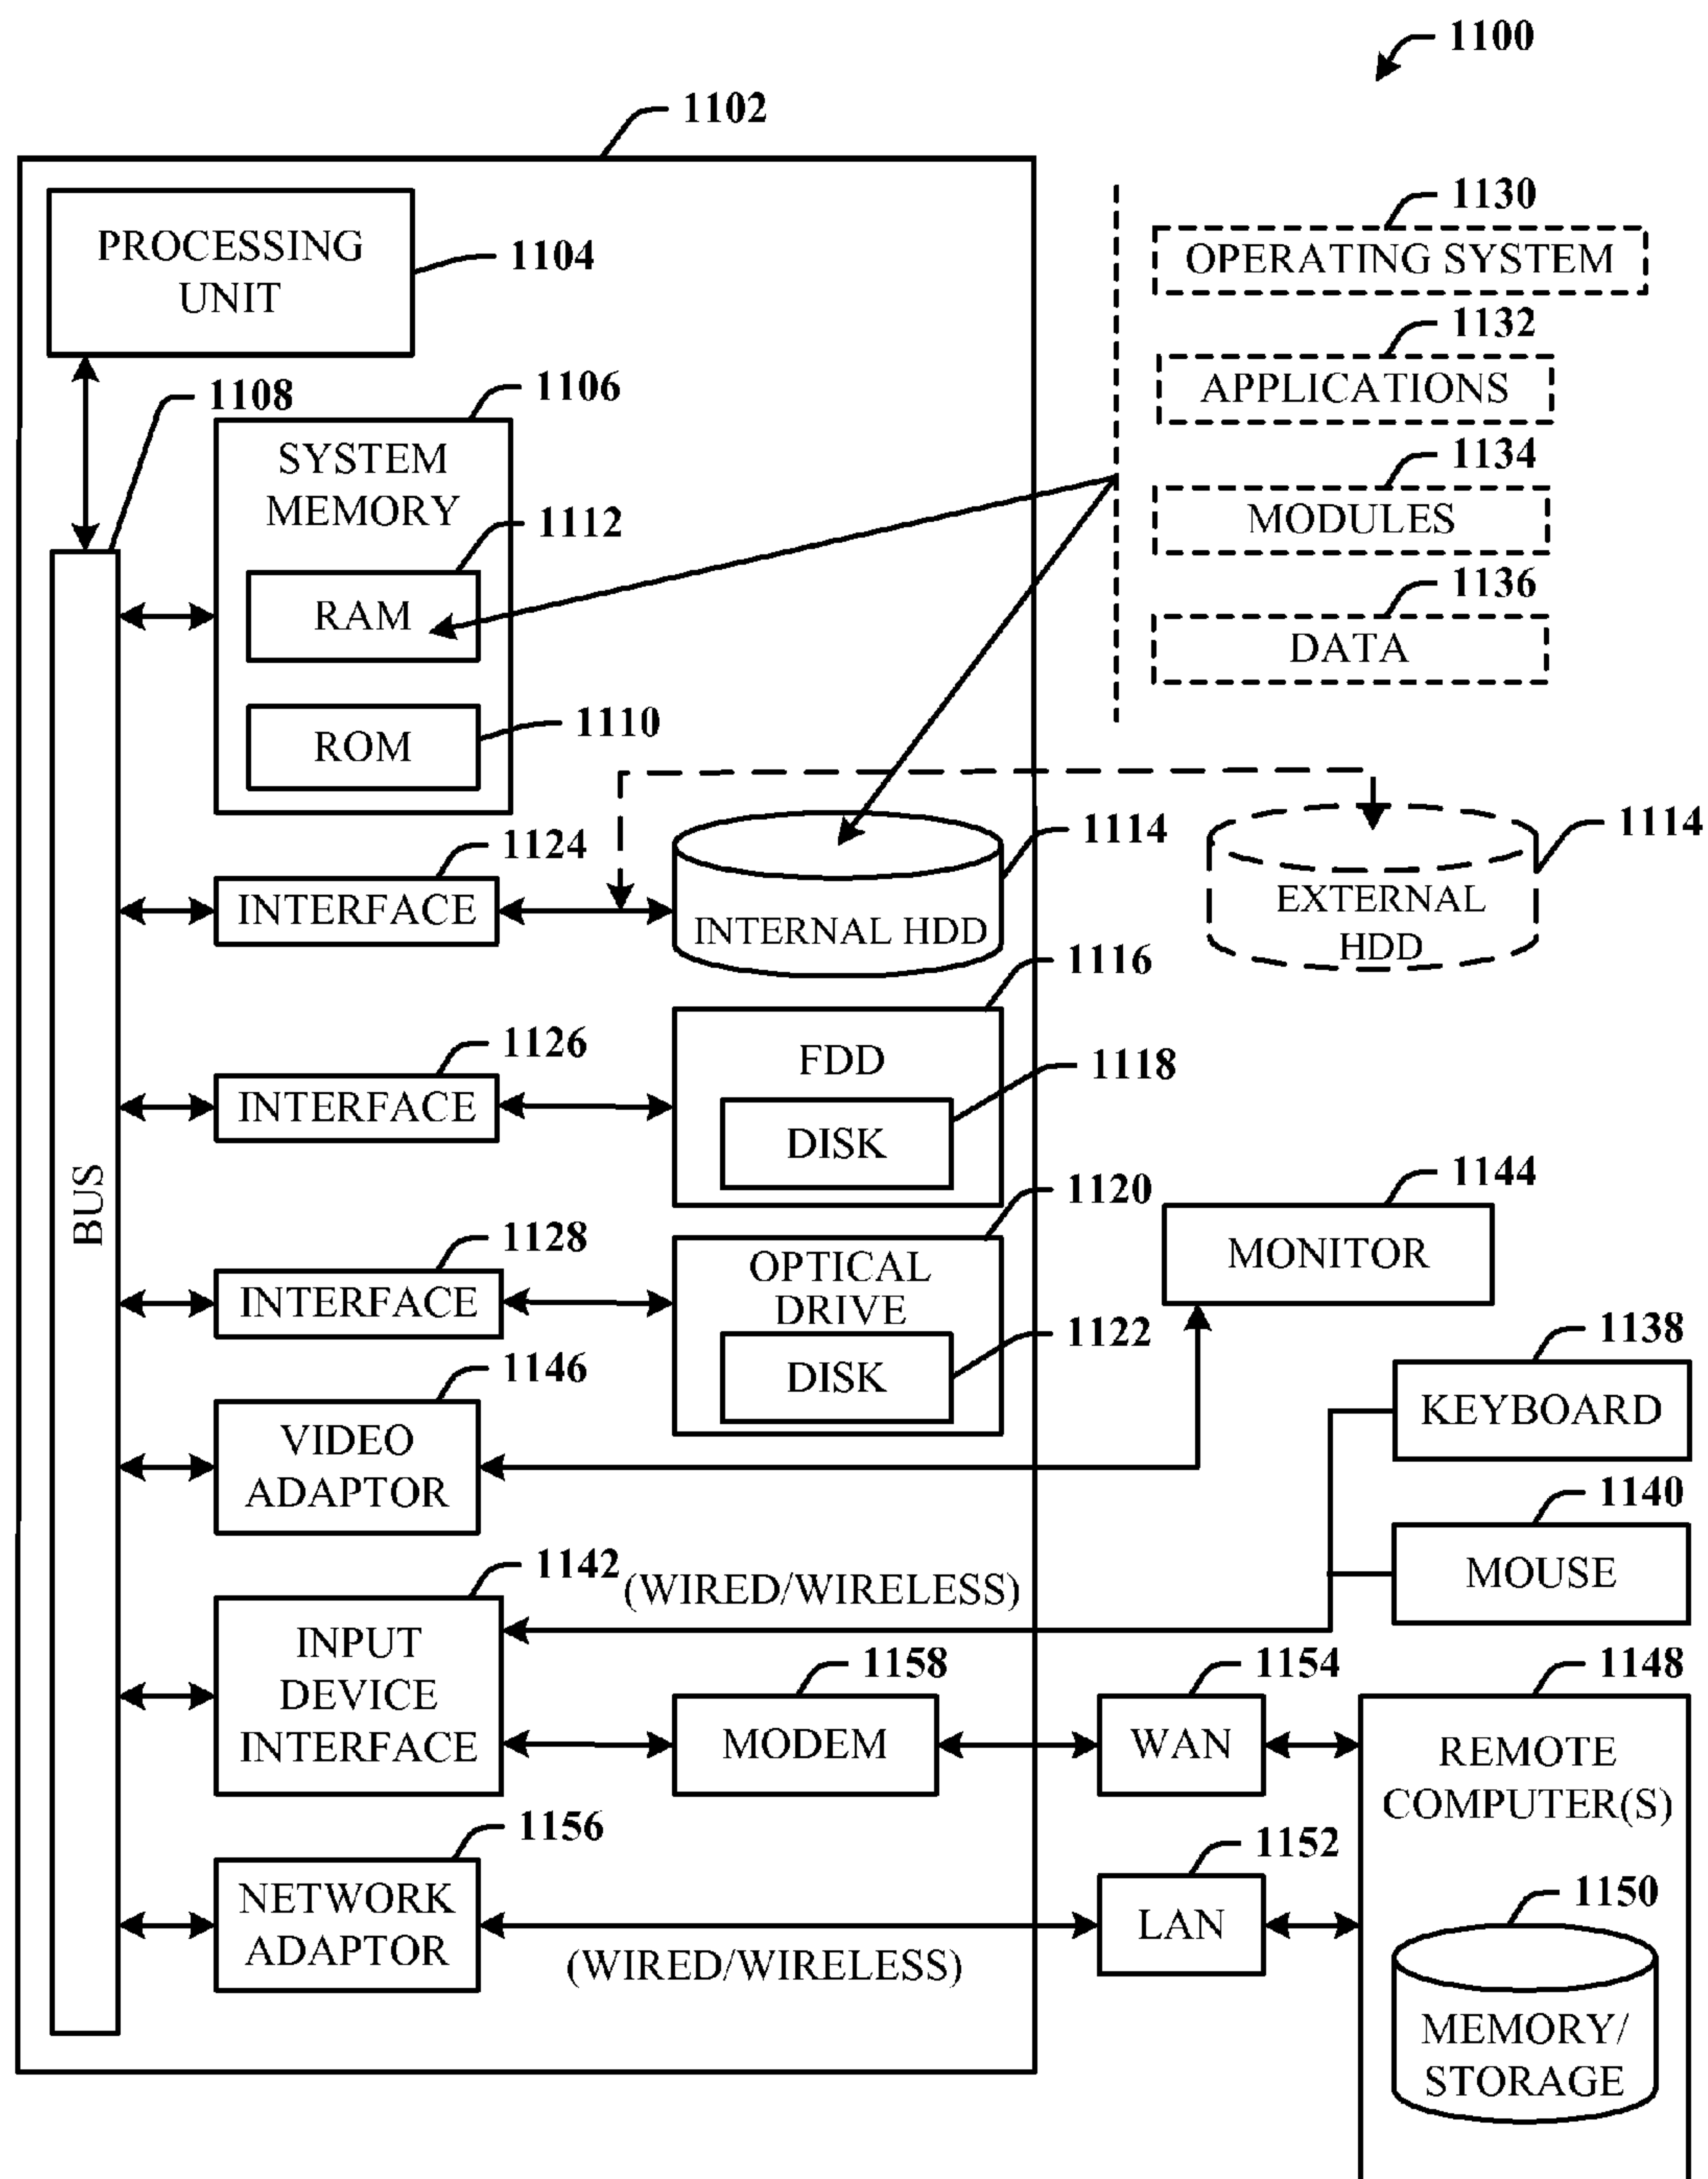 1100
1102
PROCESSING
UNIT
1104
1130
OPERATING SYSTEM
1132
APPLICATIONS
1134
MODULES
1136
DATA
1108
1106
SYSTEM
MEMORY
1112
RAM
1110
ROM
BUS
1124
INTERFACE
1114
INTERNAL HDD
1114
EXTERNAL
HDD
1126
INTERFACE
1116
FDD
1118
DISK
1128
INTERFACE
1120
OPTICAL
DRIVE
1122
DISK
1144
MONITOR
1146
VIDEO
ADAPTOR
1138
KEYBOARD
1140
MOUSE
1142
(WIRED/WIRELESS)
INPUT
DEVICE
INTERFACE
1158
MODEM
1154
WAN
1148
REMOTE
COMPUTER(S)
1156
NETWORK
ADAPTOR
(WIRED/WIRELESS)
1152
LAN
1150
MEMORY/
STORAGE